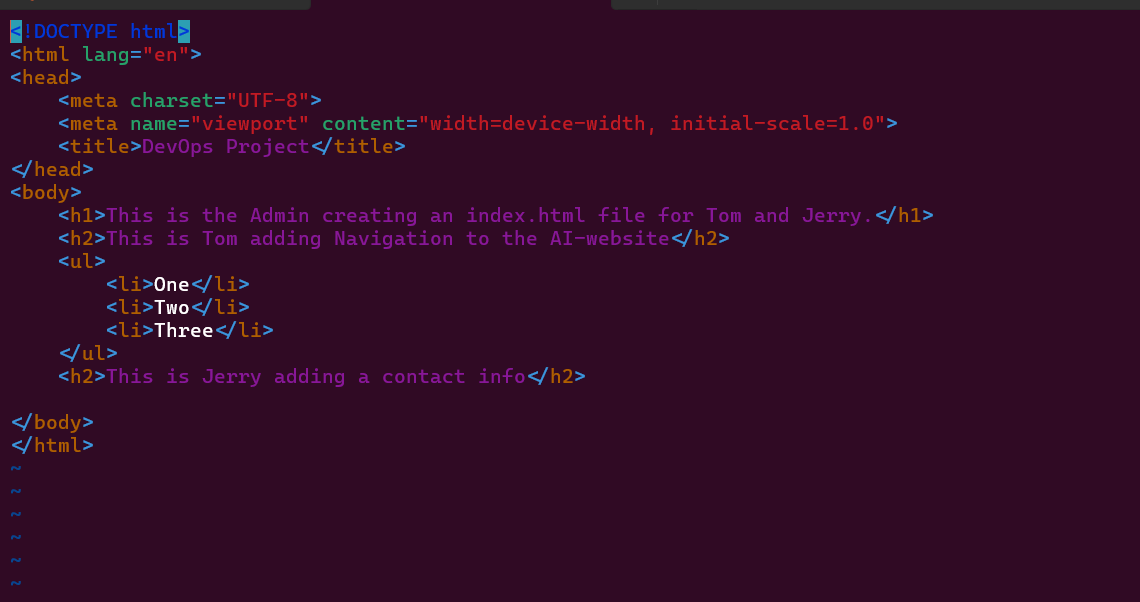 <!DOCTYPE html>
<html lang="en">
<head>
    <meta charset="UTF-8">
    <meta name="viewport" content="width=device-width, initial-scale=1.0">
    <title>DevOps Project</title>
</head>
<body>
    <h1>This is the Admin creating an index.html file for Tom and Jerry.</h1>
    <h2>This is Tom adding Navigation to the AI-website</h2>
    <ul>
        <li>One</li>
        <li>Two</li>
        <li>Three</li>
    </ul>
    <h2>This is Jerry adding a contact info</h2>

</body>
</html>
~
~
~
~
~
~